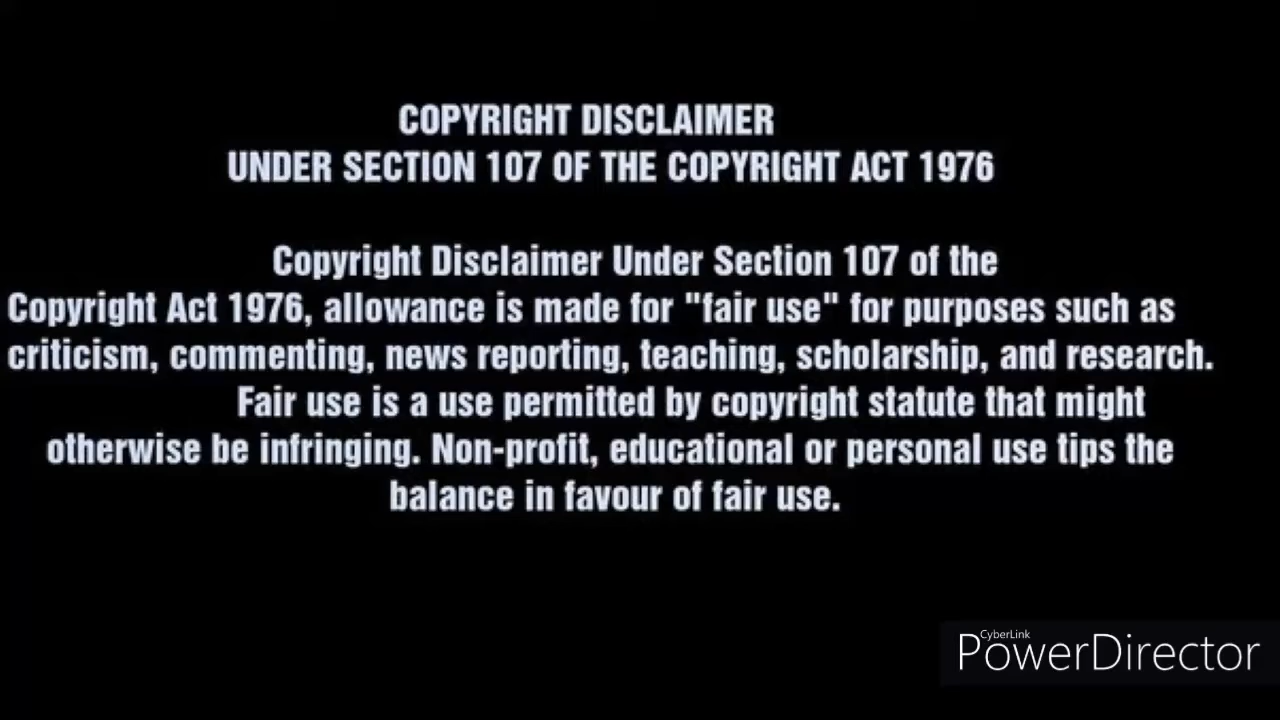 COPYRIGHT DISCLAIMER
UNDER SECTION 107 OF THE COPYRIGHT ACT 1976
Copyright Disclaimer Under Section 107 of the
Copyright Act 1976, allowance is made for "fair use" for purposes such as
criticism, commenting, news reporting, teaching, scholarship, and research.
Fair use is a use permitted by copyright statute that might
otherwise be infringing. Non-profit, educational or personal use tips the
balance in favour of fair use.
CyberLink
PowerDirector